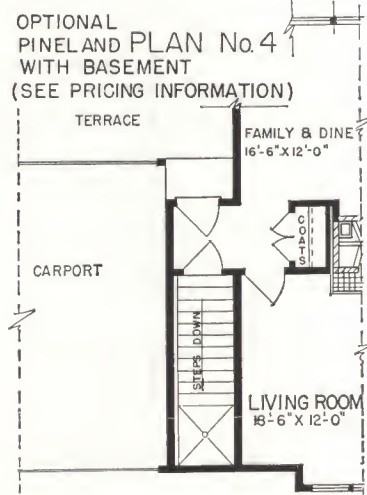 OPTIONAL
PINELAND PLAN No. 4
WITH BASEMENT
(SEE PRICING INFORMATION)
TERRACE
FAMILY & DINE
16'-6" X 12'-0"
COATS
CARPORT
STEPS DOWN
LIVING ROOM
18'-6" X 12'-0"